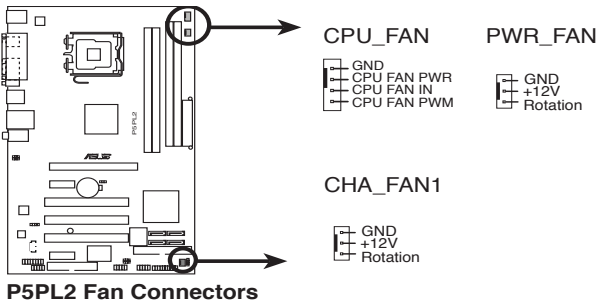 CPU_FAN
GND
CPU FAN PWR
CPU FAN IN
CPU FAN PWM
PWR_FAN
GND
+12V
Rotation
P5PL2
ASUS
CHA_FAN1
GND
+12V
Rotation
P5PL2 Fan Connectors